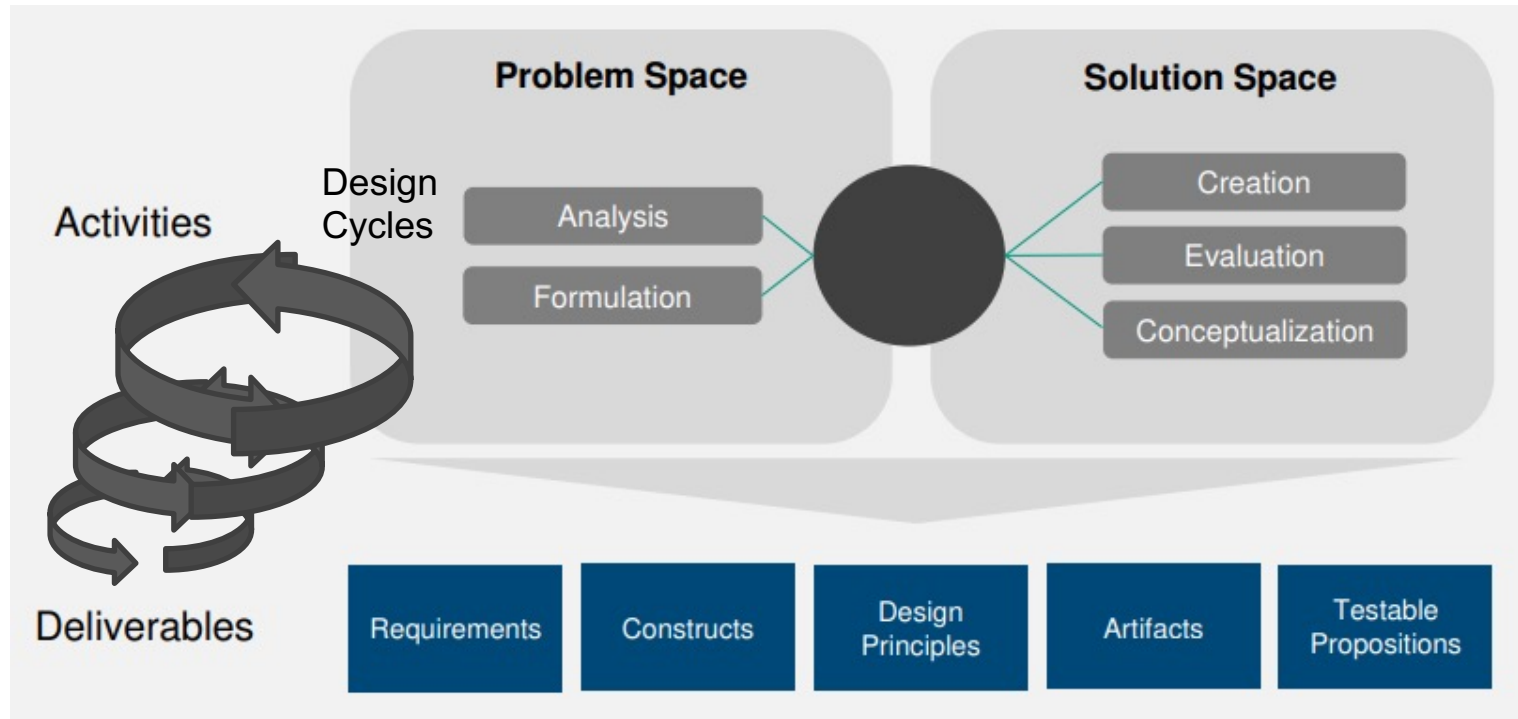 Problem Space
Solution Space
Design
Cycles
Activities
Analysis
Formulation
Creation
Evaluation
Conceptualization
Deliverables
Requirements
Constructs
Design
Principles
Artifacts
Testable
Propositions